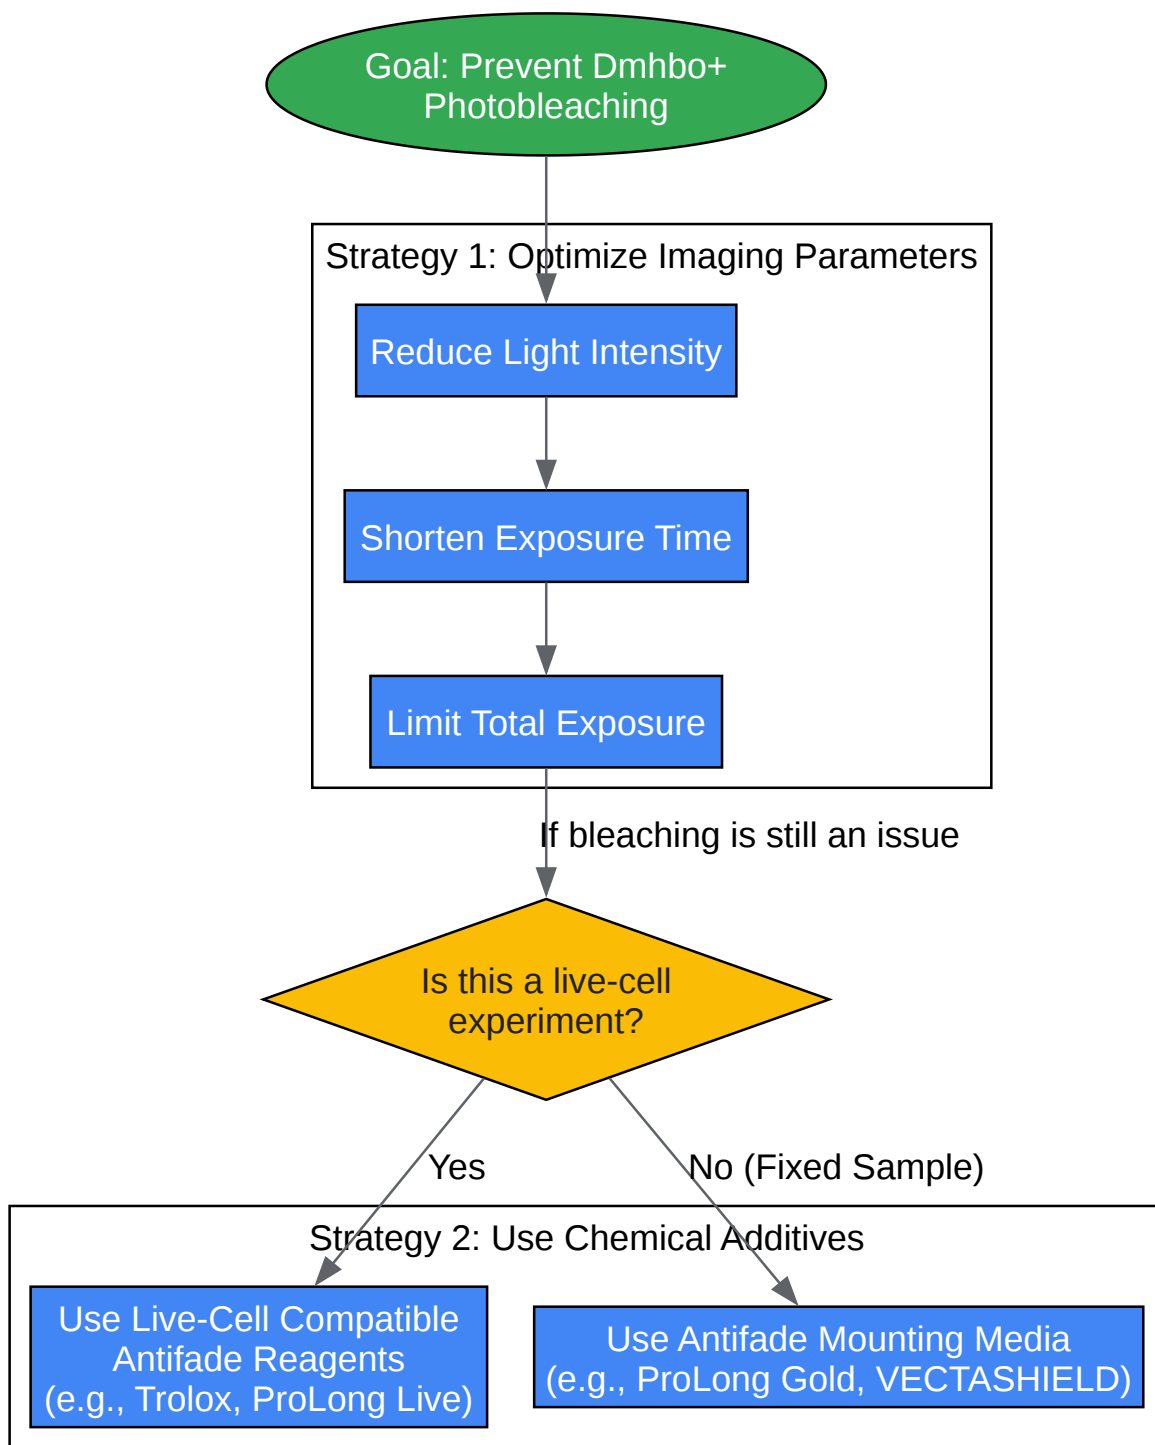 Goal: Prevent Dmhbo+
Photobleaching
Strategy 1: Optimize Imaging Parameters
Reduce Light Intensity
Shorten Exposure Time
Limit Total Exposure
If bleaching is still an issue
Is this a live-cell
experiment?
Yes
No (Fixed Sample)
Strategy 2: Use Chemical Additives
Use Live-Cell Compatible
Antifade Reagents
(e.g., Trolox, ProLong Live)
Use Antifade Mounting Media
(e.g., ProLong Gold, VECTASHIELD)